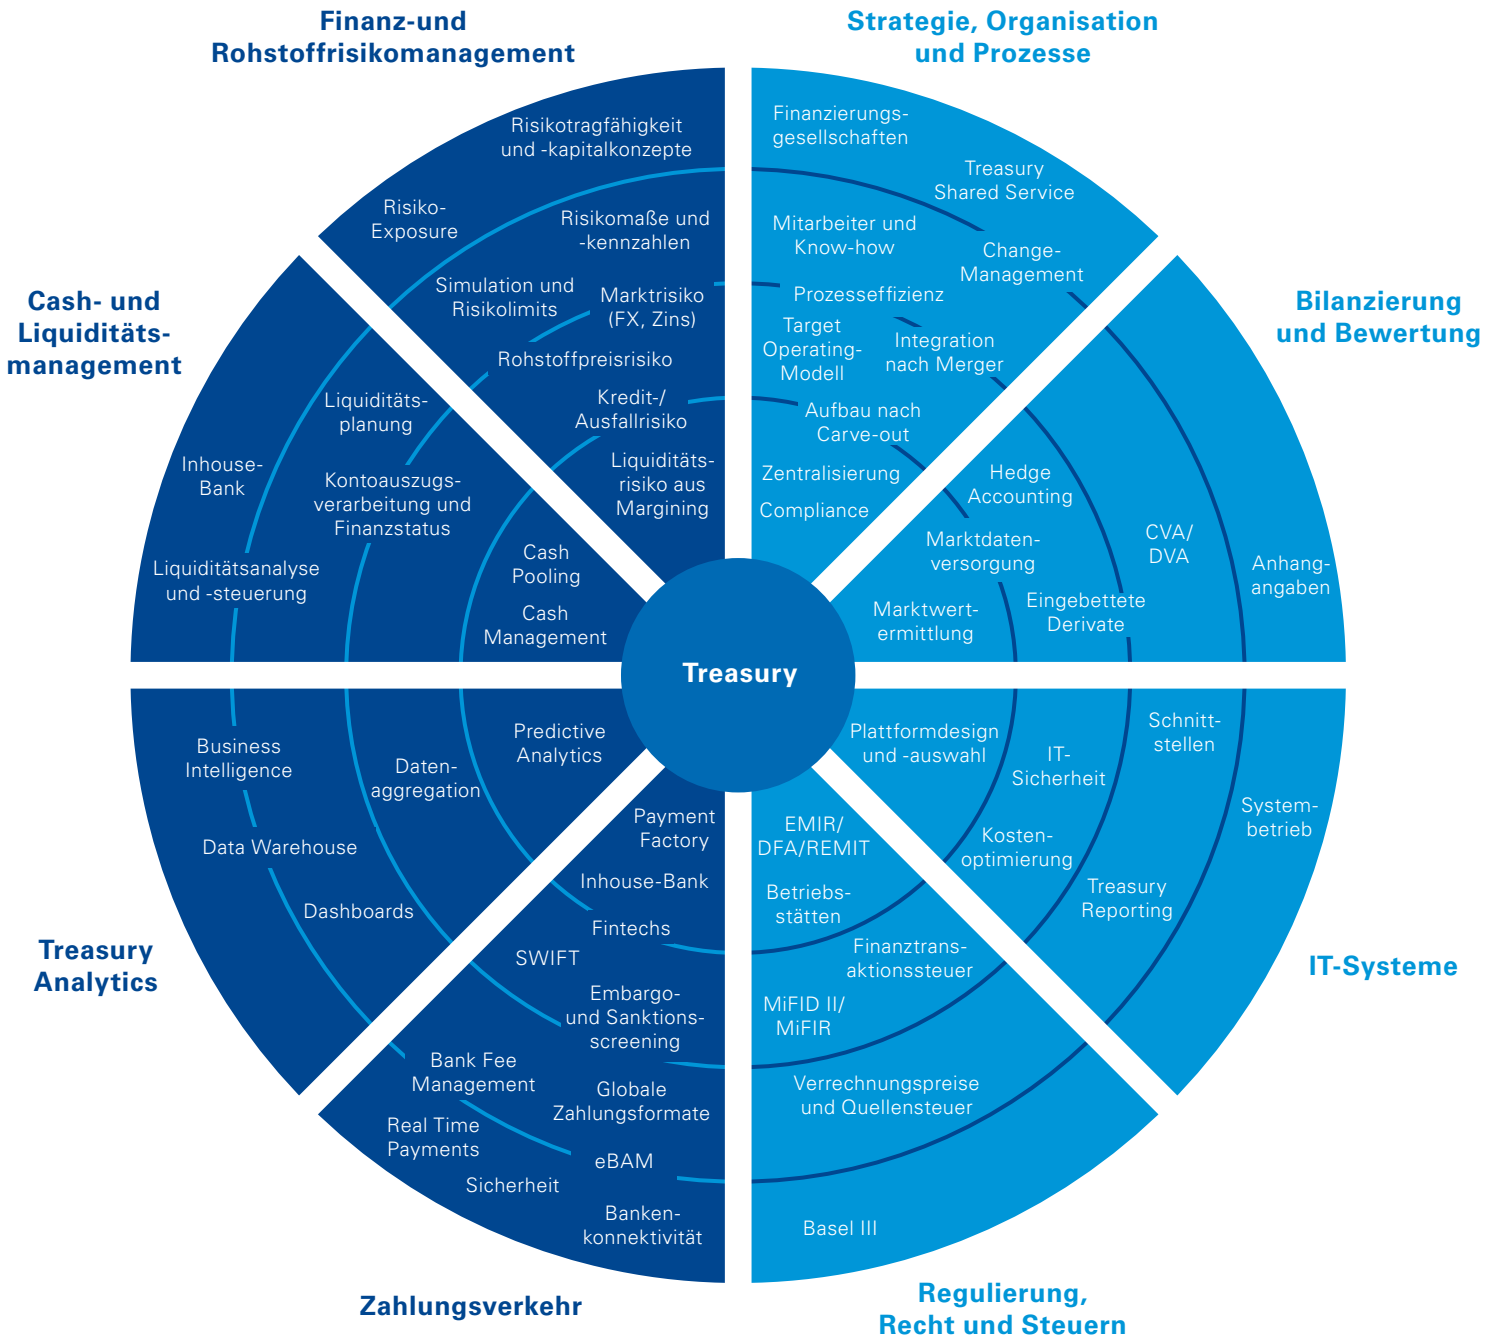 Finanz-und
Rohstoffrisikomanagement
Risikotragfähigkeit
und -kapitalkonzepte
Risiko-
Exposure
Risikomaße und
-kennzahlen
Simulation und
Risikolimits
Marktrisiko
(FX, Zins)
Rohstoffpreisrisiko
Kredit-/
Ausfallrisiko
Liquiditäts-
risiko aus
Margining
Strategie, Organisation
und Prozesse
Finanzierungs-
gesellschaften
Treasury
Shared Service
Mitarbeiter und
Know-how
Change-
Management
Prozesseffizienz
Target
Operating-
Modell
Integration
nach Merger
Aufbau nach
Carve-out
Zentralisierung
Compliance
Cash- und
Liquiditäts-
management
Liquiditäts-
planung
Inhouse-
Bank
Kontoauszugs-
verarbeitung und
Finanzstatus
Liquiditätsanalyse
und -steuerung
Cash
Pooling
Cash
Management
Bilanzierung
und Bewertung
Hedge
Accounting
Marktdaten-
versorgung
CVA/
DVA
Anhang-
angaben
Marktwert-
ermittlung
Eingebettete
Derivate
Treasury
Treasury
Analytics
Predictive
Analytics
Business
Intelligence
Daten-
aggregation
Data Warehouse
Dashboards
IT-Systeme
Plattformdesign
und -auswahl
IT-
Sicherheit
Schnitt-
stellen
System-
betrieb
Kosten-
optimierung
Treasury
Reporting
Zahlungsverkehr
Payment
Factory
Inhouse-Bank
Fintechs
SWIFT
Embargo-
und Sanktions-
screening
Bank Fee
Management
Globale
Zahlungsformate
Real Time
Payments
eBAM
Sicherheit
Banken-
konnektivität
Regulierung,
Recht und Steuern
EMIR/
DFA/REMIT
Betriebs-
stätten
Finanztrans-
aktionssteuer
MiFID II/
MiFIR
Verrechnungspreise
und Quellensteuer
Basel III